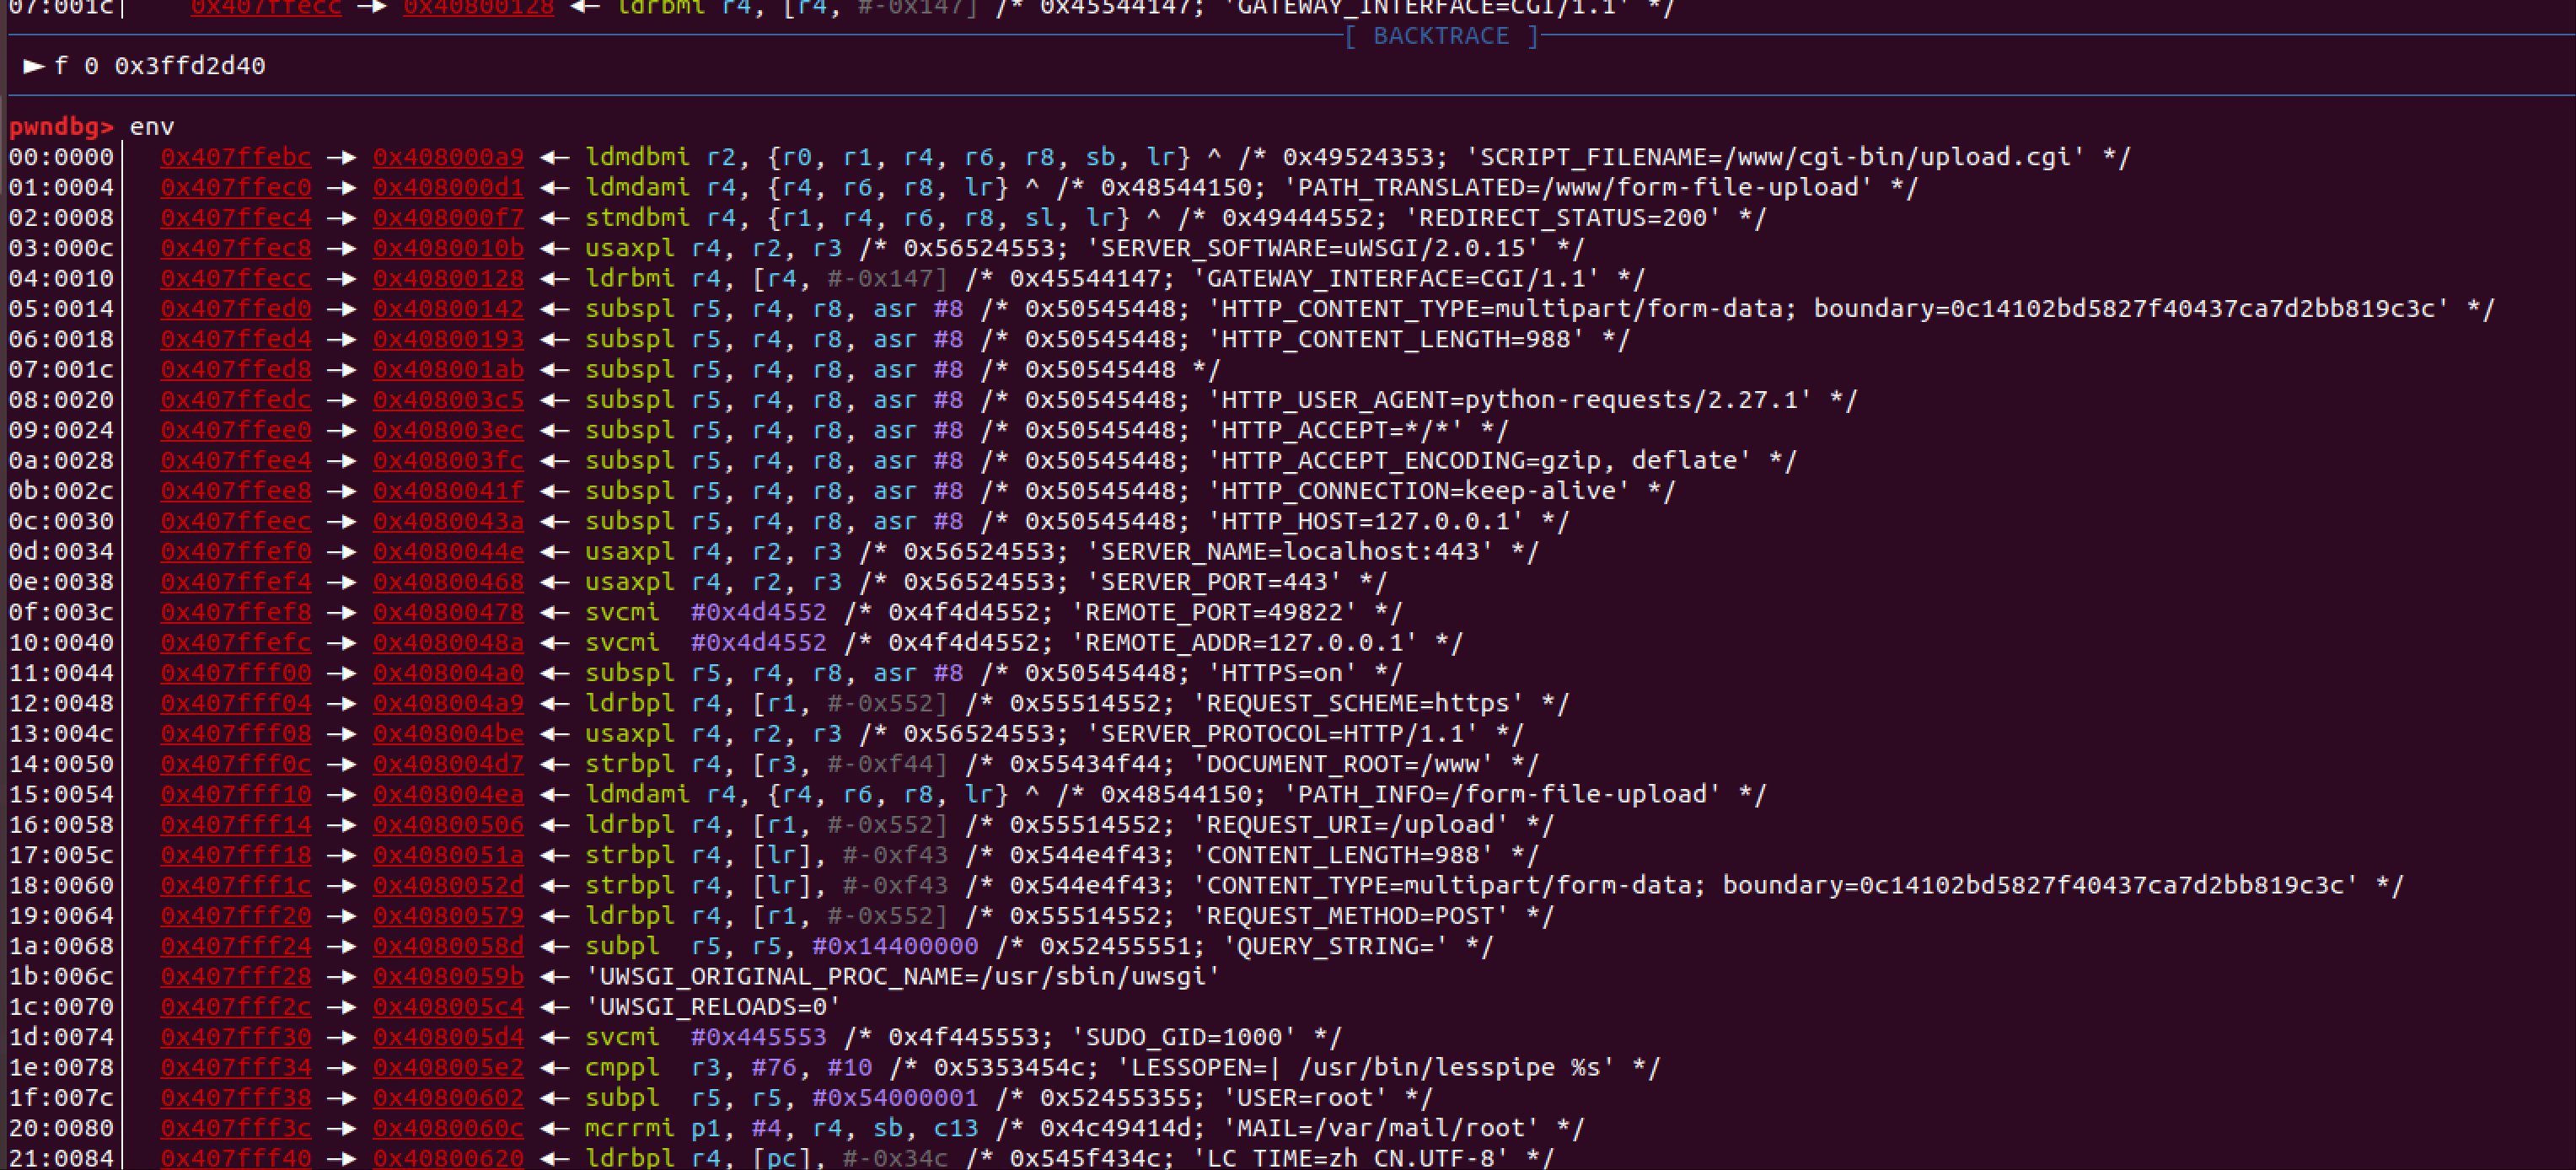 07:001c│ 0x407ffecc —▸ 0x40800128 ◂— ldrbmi r4, [r4, #-0x147] /* 0x45544147; 'GATEWAY_INTERFACE=CGI/1.1' */
[ BACKTRACE ]
► f 0 0x3ffd2d40
pwndbg> env
00:0000│ 0x407ffebc —▸ 0x408000a9 ◂— ldmdbmi r2, {r0, r1, r4, r6, r8, sb, lr} ^ /* 0x49524353; 'SCRIPT_FILENAME=/www/cgi-bin/upload.cgi' */
01:0004│ 0x407ffec0 —▸ 0x408000d1 ◂— ldmdami r4, {r4, r6, r8, lr} ^ /* 0x48544150; 'PATH_TRANSLATED=/www/form-file-upload' */
02:0008│ 0x407ffec4 —▸ 0x408000f7 ◂— stmdbmi r4, {r1, r4, r6, r8, sl, lr} ^ /* 0x49444552; 'REDIRECT_STATUS=200' */
03:000c│ 0x407ffec8 —▸ 0x4080010b ◂— usaxpl r4, r2, r3 /* 0x56524553; 'SERVER_SOFTWARE=uWSGI/2.0.15' */
04:0010│ 0x407ffecc —▸ 0x40800128 ◂— ldrbmi r4, [r4, #-0x147] /* 0x45544147; 'GATEWAY_INTERFACE=CGI/1.1' */
05:0014│ 0x407ffed0 —▸ 0x40800142 ◂— subspl r5, r4, r8, asr #8 /* 0x50545448; 'HTTP_CONTENT_TYPE=multipart/form-data; boundary=0c14102bd5827f40437ca7d2bb819c3c' */
06:0018│ 0x407ffed4 —▸ 0x40800193 ◂— subspl r5, r4, r8, asr #8 /* 0x50545448; 'HTTP_CONTENT_LENGTH=988' */
07:001c│ 0x407ffed8 —▸ 0x408001ab ◂— subspl r5, r4, r8, asr #8 /* 0x50545448 */
08:0020│ 0x407ffedc —▸ 0x408003c5 ◂— subspl r5, r4, r8, asr #8 /* 0x50545448; 'HTTP_USER_AGENT=python-requests/2.27.1' */
09:0024│ 0x407ffee0 —▸ 0x408003ec ◂— subspl r5, r4, r8, asr #8 /* 0x50545448; 'HTTP_ACCEPT=*/*' */
0a:0028│ 0x407ffee4 —▸ 0x408003fc ◂— subspl r5, r4, r8, asr #8 /* 0x50545448; 'HTTP_ACCEPT_ENCODING=gzip, deflate' */
0b:002c│ 0x407ffee8 —▸ 0x4080041f ◂— subspl r5, r4, r8, asr #8 /* 0x50545448; 'HTTP_CONNECTION=keep-alive' */
0c:0030│ 0x407ffeec —▸ 0x4080043a ◂— subspl r5, r4, r8, asr #8 /* 0x50545448; 'HTTP_HOST=127.0.0.1' */
0d:0034│ 0x407ffef0 —▸ 0x4080044e ◂— usaxpl r4, r2, r3 /* 0x56524553; 'SERVER_NAME=localhost:443' */
0e:0038│ 0x407ffef4 —▸ 0x40800468 ◂— usaxpl r4, r2, r3 /* 0x56524553; 'SERVER_PORT=443' */
0f:003c│ 0x407ffef8 —▸ 0x40800478 ◂— svcmi #0x4d4552 /* 0x4f4d4552; 'REMOTE_PORT=49822' */
10:0040│ 0x407ffefc —▸ 0x4080048a ◂— svcmi #0x4d4552 /* 0x4f4d4552; 'REMOTE_ADDR=127.0.0.1' */
11:0044│ 0x407fff00 —▸ 0x408004a0 ◂— subspl r5, r4, r8, asr #8 /* 0x50545448; 'HTTPS=on' */
12:0048│ 0x407fff04 —▸ 0x408004a9 ◂— ldrbpl r4, [r1, #-0x552] /* 0x55514552; 'REQUEST_SCHEME=https' */
13:004c│ 0x407fff08 —▸ 0x408004be ◂— usaxpl r4, r2, r3 /* 0x56524553; 'SERVER_PROTOCOL=HTTP/1.1' */
14:0050│ 0x407fff0c —▸ 0x408004d7 ◂— strbpl r4, [r3, #-0xf44] /* 0x55434f44; 'DOCUMENT_ROOT=/www' */
15:0054│ 0x407fff10 —▸ 0x408004ea ◂— ldmdami r4, {r4, r6, r8, lr} ^ /* 0x48544150; 'PATH_INFO=/form-file-upload' */
16:0058│ 0x407fff14 —▸ 0x40800506 ◂— ldrbpl r4, [r1, #-0x552] /* 0x55514552; 'REQUEST_URI=/upload' */
17:005c│ 0x407fff18 —▸ 0x4080051a ◂— strbpl r4, [lr], #-0xf43 /* 0x544e4f43; 'CONTENT_LENGTH=988' */
18:0060│ 0x407fff1c —▸ 0x4080052d ◂— strbpl r4, [lr], #-0xf43 /* 0x544e4f43; 'CONTENT_TYPE=multipart/form-data; boundary=0c14102bd5827f40437ca7d2bb819c3c' */
19:0064│ 0x407fff20 —▸ 0x40800579 ◂— ldrbpl r4, [r1, #-0x552] /* 0x55514552; 'REQUEST_METHOD=POST' */
1a:0068│ 0x407fff24 —▸ 0x4080058d ◂— subpl r5, r5, #0x14400000 /* 0x52455551; 'QUERY_STRING=' */
1b:006c│ 0x407fff28 —▸ 0x4080059b ◂— 'UWSGI_ORIGINAL_PROC_NAME=/usr/sbin/uwsgi'
1c:0070│ 0x407fff2c —▸ 0x408005c4 ◂— 'UWSGI_RELOADS=0'
1d:0074│ 0x407fff30 —▸ 0x408005d4 ◂— svcmi #0x445553 /* 0x4f445553; 'SUDO_GID=1000' */
1e:0078│ 0x407fff34 —▸ 0x408005e2 ◂— cmppl r3, #76, #10 /* 0x5353454c; 'LESSOPEN=| /usr/bin/lesspipe %s' */
1f:007c│ 0x407fff38 —▸ 0x40800602 ◂— subpl r5, r5, #0x54000001 /* 0x52455355; 'USER=root' */
20:0080│ 0x407fff3c —▸ 0x4080060c ◂— mcrrmi p1, #4, r4, sb, c13 /* 0x4c49414d; 'MAIL=/var/mail/root' */
21:0084│ 0x407fff40 —▸ 0x40800620 ◂— ldrbpl r4, [pc], #-0x34c /* 0x545f434c; 'LC_TIME=zh_CN.UTF-8' */